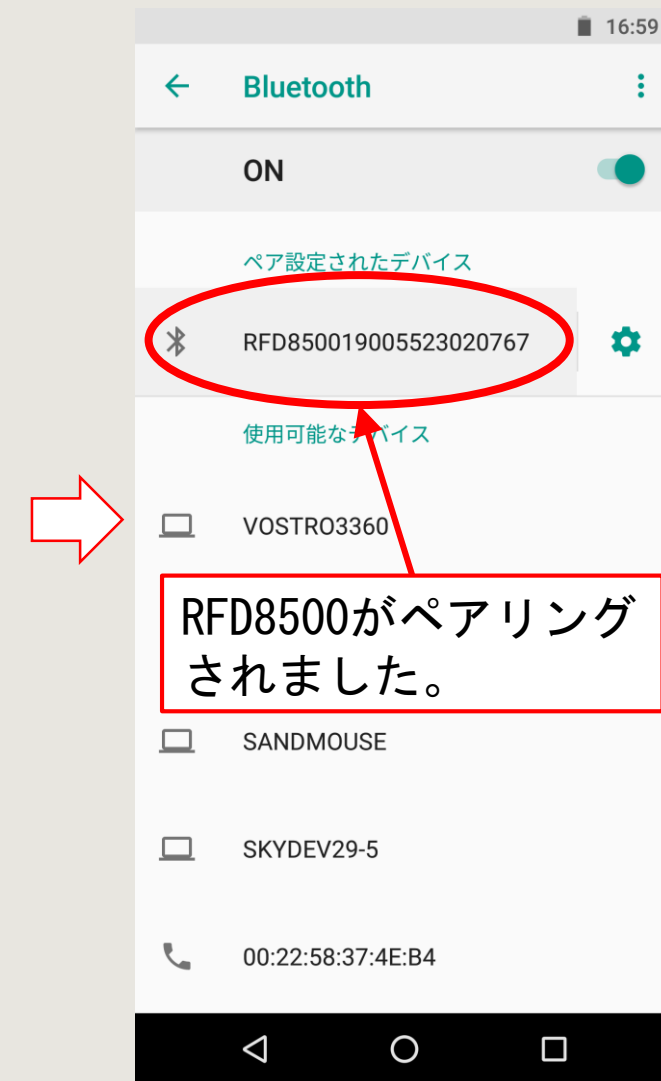 16:59
Bluetooth
ON
ペア設定されたデバイス
RFD850019005523020767
使用可能なデバイス
VOSTRO3360
RFD8500がペアリング
されました。
SANDMOUSE
SKYDEV29-5
00:22:58:37:4E:B4